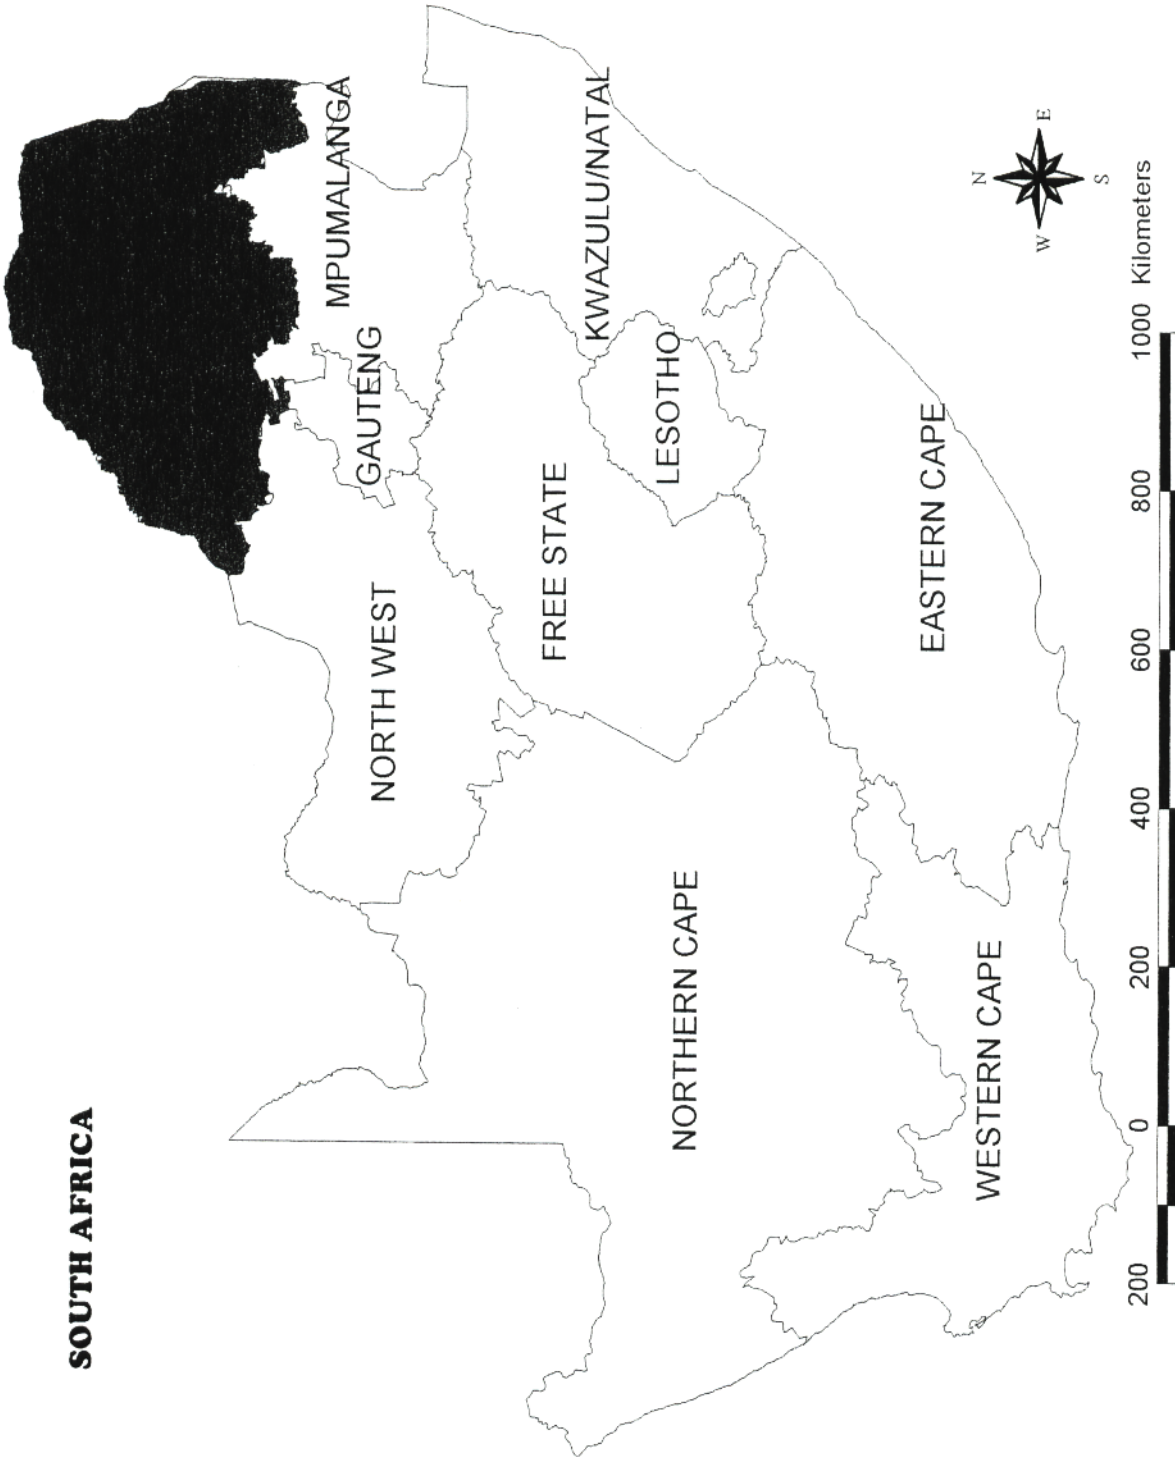 SOUTH AFRICA
MPUMALANGA
GAUTENG
NORTH WEST
KWAZULU/NATAL
FREE STATE
LESOTHO
NORTHERN CAPE
EASTERN CAPE
WESTERN CAPE
N
W E
S
200 0 200 400 600 800 1000 Kilometers